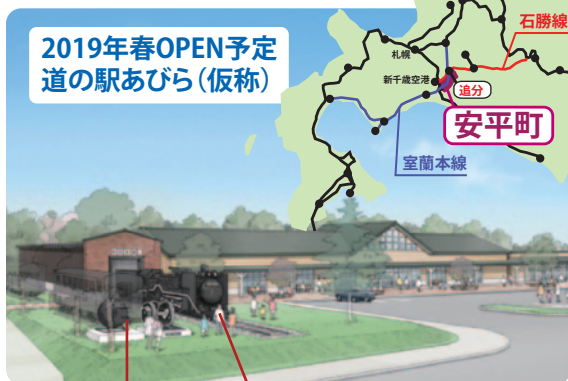 2019年春OPEN予定
道の駅あびら（仮称）
石勝線
札幌
新千歳空港
追分
安平町
室蘭本線